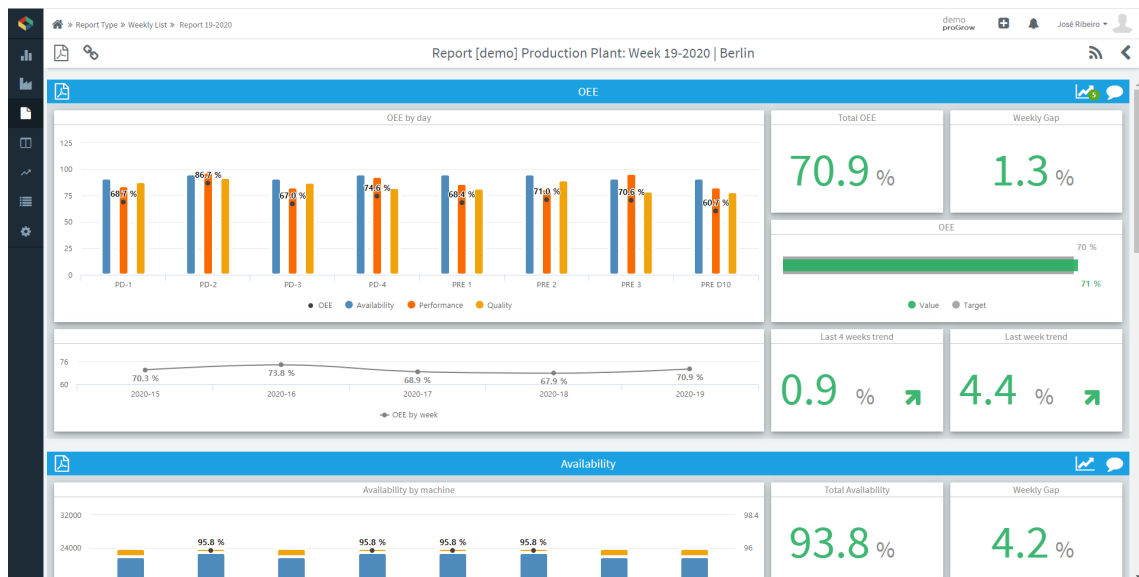 » Report Type » Weekly List » Report 19-2020
demo
proGrow
José Ribeiro
Report [demo] Production Plant: Week 19-2020 | Berlin
OEE
5
OEE by day
125
100
75
50
25
0
68.7 %
86.7 %
67.0 %
74.6 %
68.4 %
71.0 %
70.6 %
60.7 %
PD-1 PD-2 PD-3 PD-4 PRE 1 PRE 2 PRE 3 PRE D10
OEE Availability Performance Quality
Total OEE
70.9 %
Weekly Gap
1.3 %
OEE
70 %
71 %
Value Target
76
60
70.3 % 73.8 % 68.9 % 67.9 % 70.9 %
2020-15 2020-16 2020-17 2020-18 2020-19
OEE by week
Last 4 weeks trend
0.9 %
Last week trend
4.4 %
Availability
Availability by machine
32000
24000
98.4
96
95.8 % 95.8 % 95.8 % 95.8 %
Total Availability
93.8 %
Weekly Gap
4.2 %